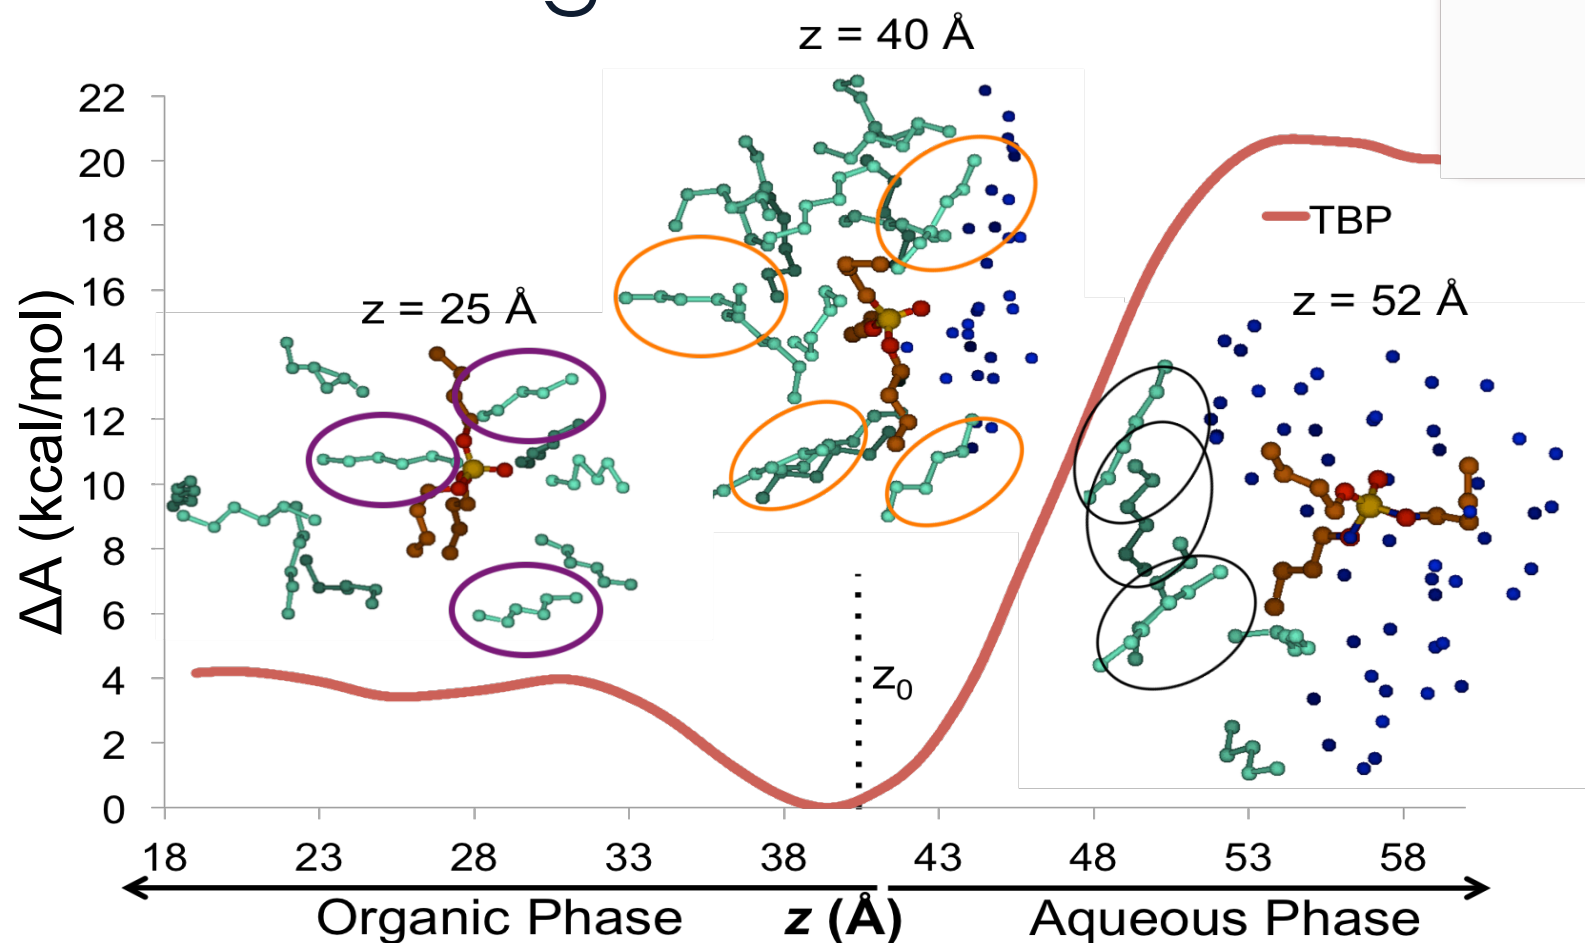 z = 40 Å
22
20
18
16
14
12
10
8
6
4
2
0
ΔA (kcal/mol)
z = 25 Å
TBP
z = 52 Å
z₀
18 23 28 33 38 43 48 53 58
Organic Phase z (Å) Aqueous Phase